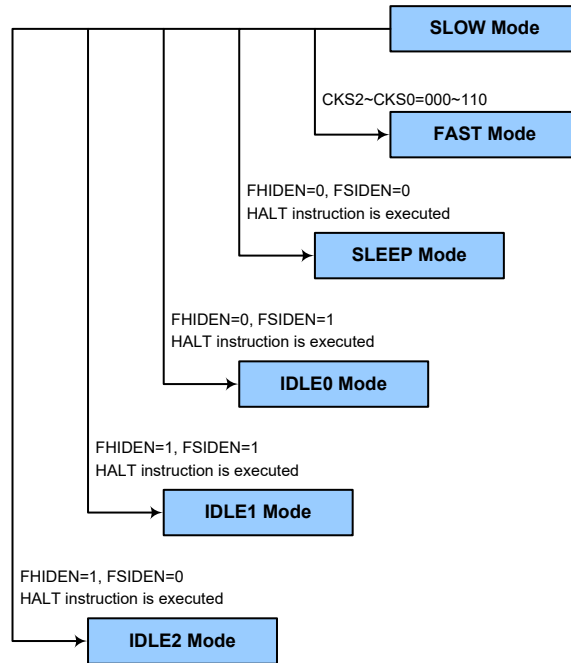 SLOW Mode
CKS2~CKS0=000~110
FAST Mode
FHIDEN=0, FSIDEN=0
HALT instruction is executed
SLEEP Mode
FHIDEN=0, FSIDEN=1
HALT instruction is executed
IDLE0 Mode
FHIDEN=1, FSIDEN=1
HALT instruction is executed
IDLE1 Mode
FHIDEN=1, FSIDEN=0
HALT instruction is executed
IDLE2 Mode